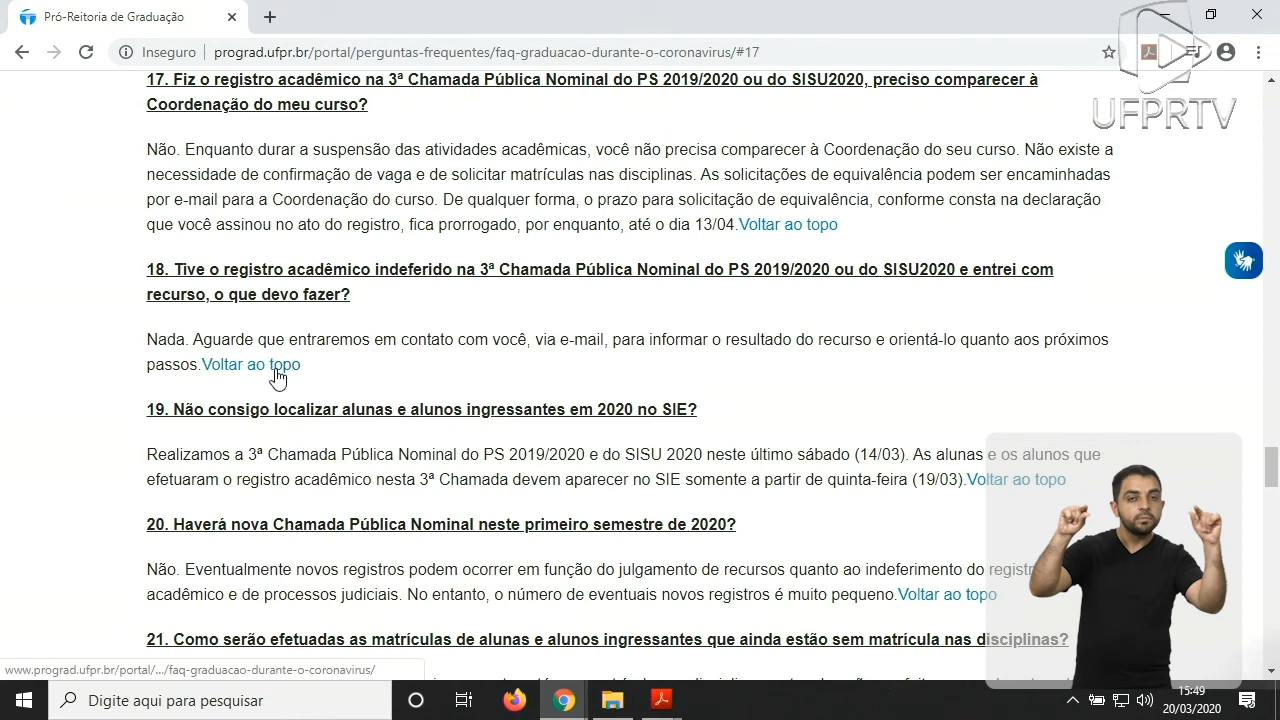 Pró-Reitoria de Graduação
UFPRTV
Inseguro
prograd.ufpr.br/portal/perguntas-frequentes/faq-graduacao-durante-o-coronavirus/#17
17. Fiz o registro acadêmico na 3ª Chamada Pública Nominal do PS 2019/2020 ou do SISU2020, preciso comparecer à
Coordenação do meu curso?
Não. Enquanto durar a suspensão das atividades acadêmicas, você não precisa comparecer à Coordenação do seu curso. Não existe a
necessidade de confirmação de vaga e de solicitar matrículas nas disciplinas. As solicitações de equivalência podem ser encaminhadas
por e-mail para a Coordenação do curso. De qualquer forma, o prazo para solicitação de equivalência, conforme consta na declaração
que você assinou no ato do registro, fica prorrogado, por enquanto, até o dia 13/04.Voltar ao topo
18. Tive o registro acadêmico indeferido na 3ª Chamada Pública Nominal do PS 2019/2020 ou do SISU2020 e entrei com
recurso, o que devo fazer?
Nada. Aguarde que entraremos em contato com você, via e-mail, para informar o resultado do recurso e orientá-lo quanto aos próximos
passos.Voltar ao topo
19. Não consigo localizar alunas e alunos ingressantes em 2020 no SIE?
Realizamos a 3ª Chamada Pública Nominal do PS 2019/2020 e do SISU 2020 neste último sábado (14/03). As alunas e os alunos que
efetuaram o registro acadêmico nesta 3ª Chamada devem aparecer no SIE somente a partir de quinta-feira (19/03).Voltar ao topo
20. Haverá nova Chamada Pública Nominal neste primeiro semestre de 2020?
Não. Eventualmente novos registros podem ocorrer em função do julgamento de recursos quanto ao indeferimento do registr
acadêmico e de processos judiciais. No entanto, o número de eventuais novos registros é muito pequeno.Voltar ao topo
21. Como serão efetuadas as matrículas de alunas e alunos ingressantes que ainda estão sem matrícula nas disciplinas?
www.prograd.ufpr.br/portal/.../faq-graduacao-durante-o-coronavirus/
Digite aqui para pesquisar
15:49
20/03/2020